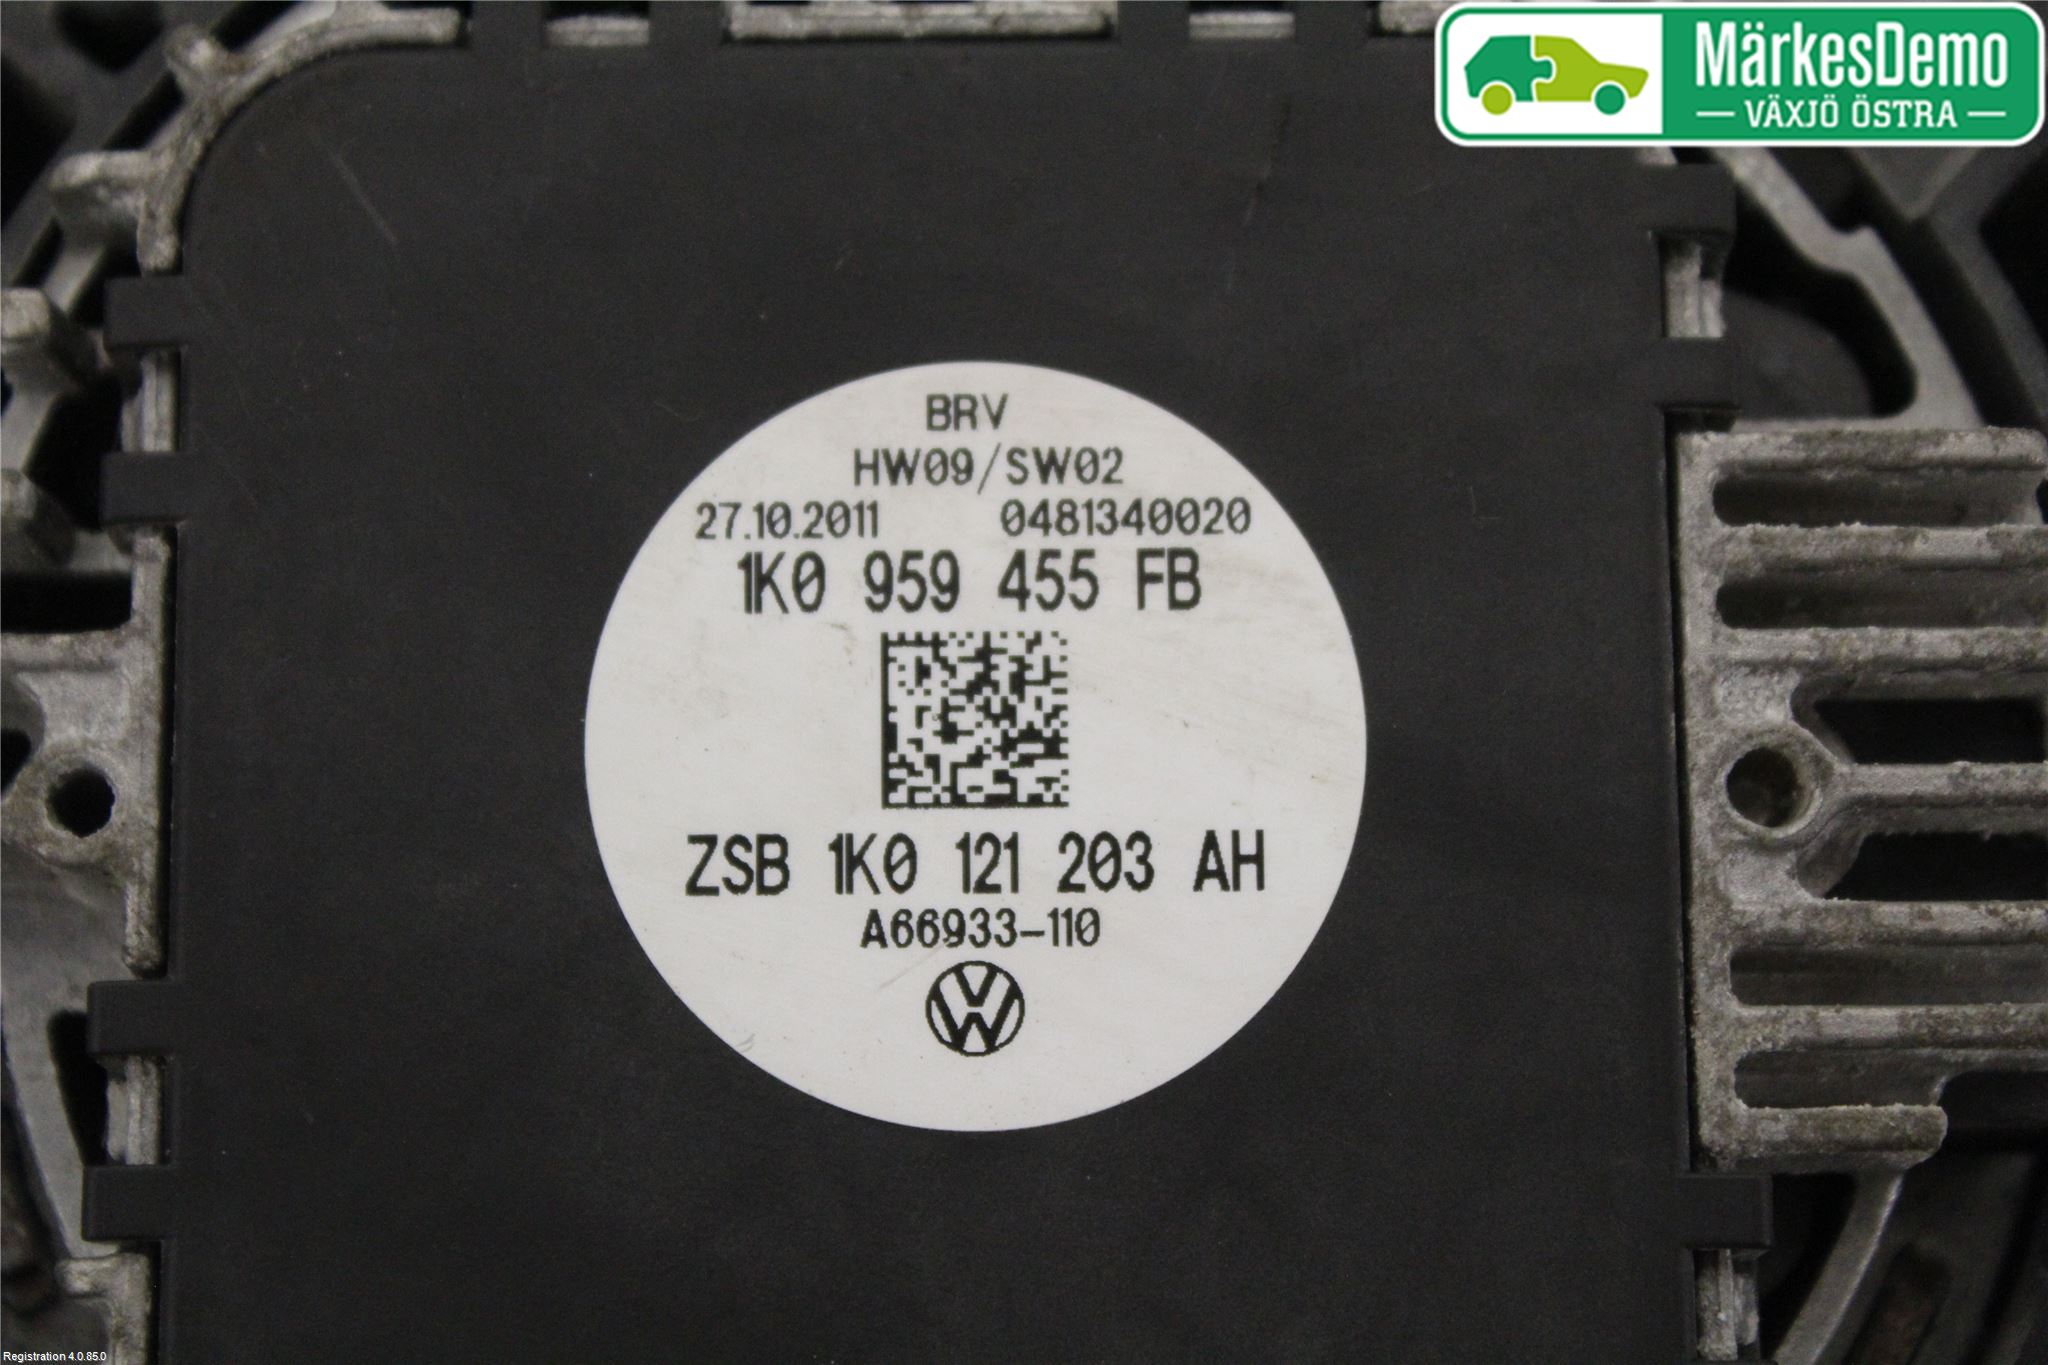 MärkesDemo
VÄXJÖ ÖSTRA
BRV
HW09/SW02
27.10.2011 0481340020
1K0 959 455 FB
ZSB 1K0 121 203 AH
A66933-110
Registration 4.0.85.0